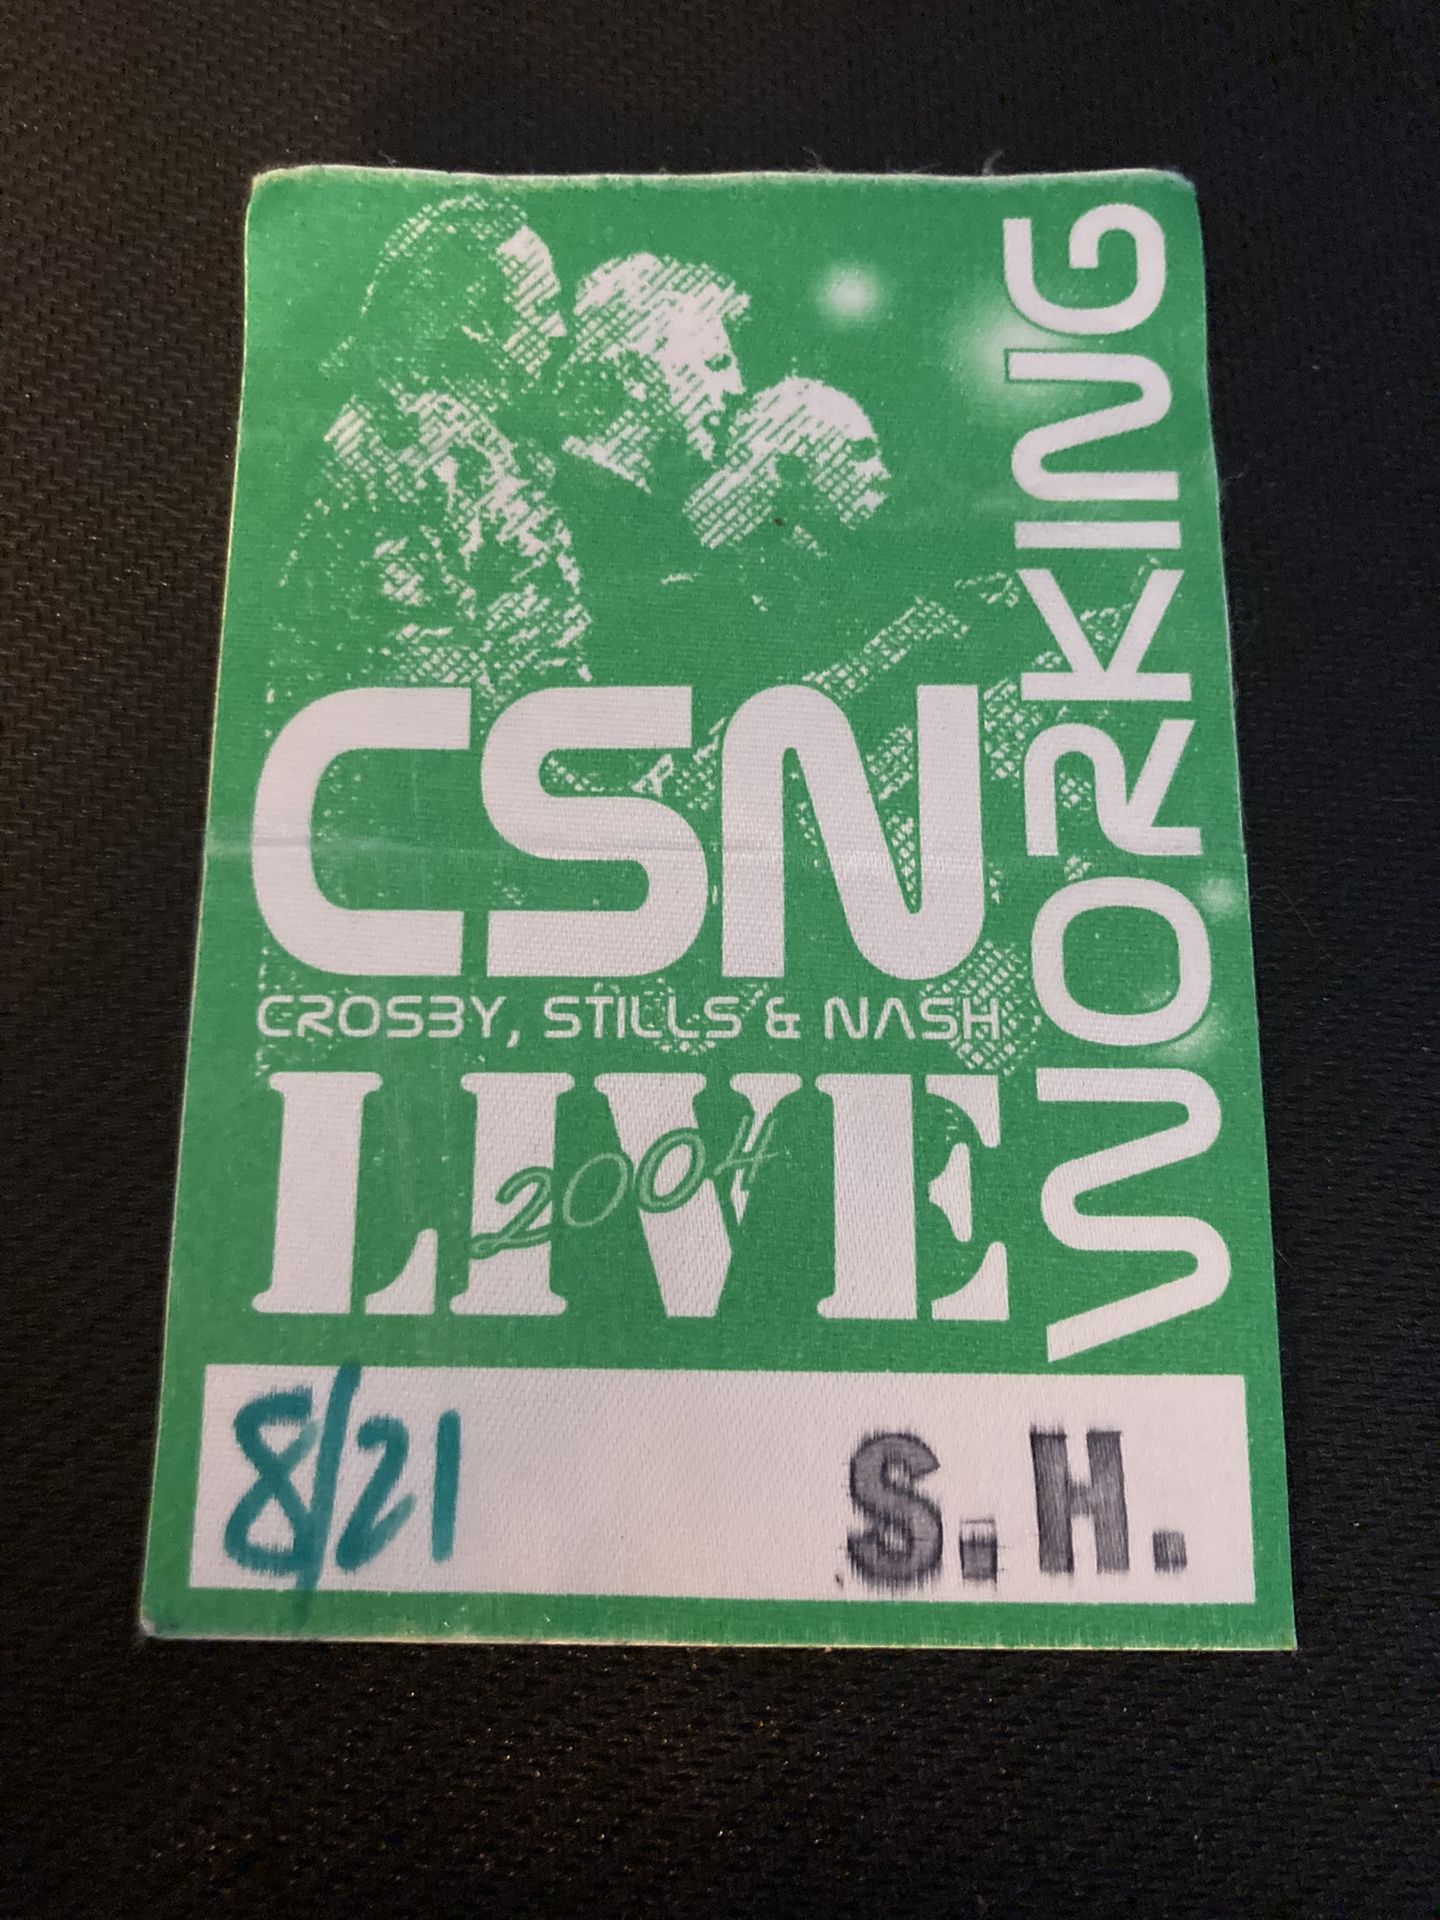 WORKING
CSN
CROSBY, STILLS & NASH
LIVE
2004
8/21
S.H.